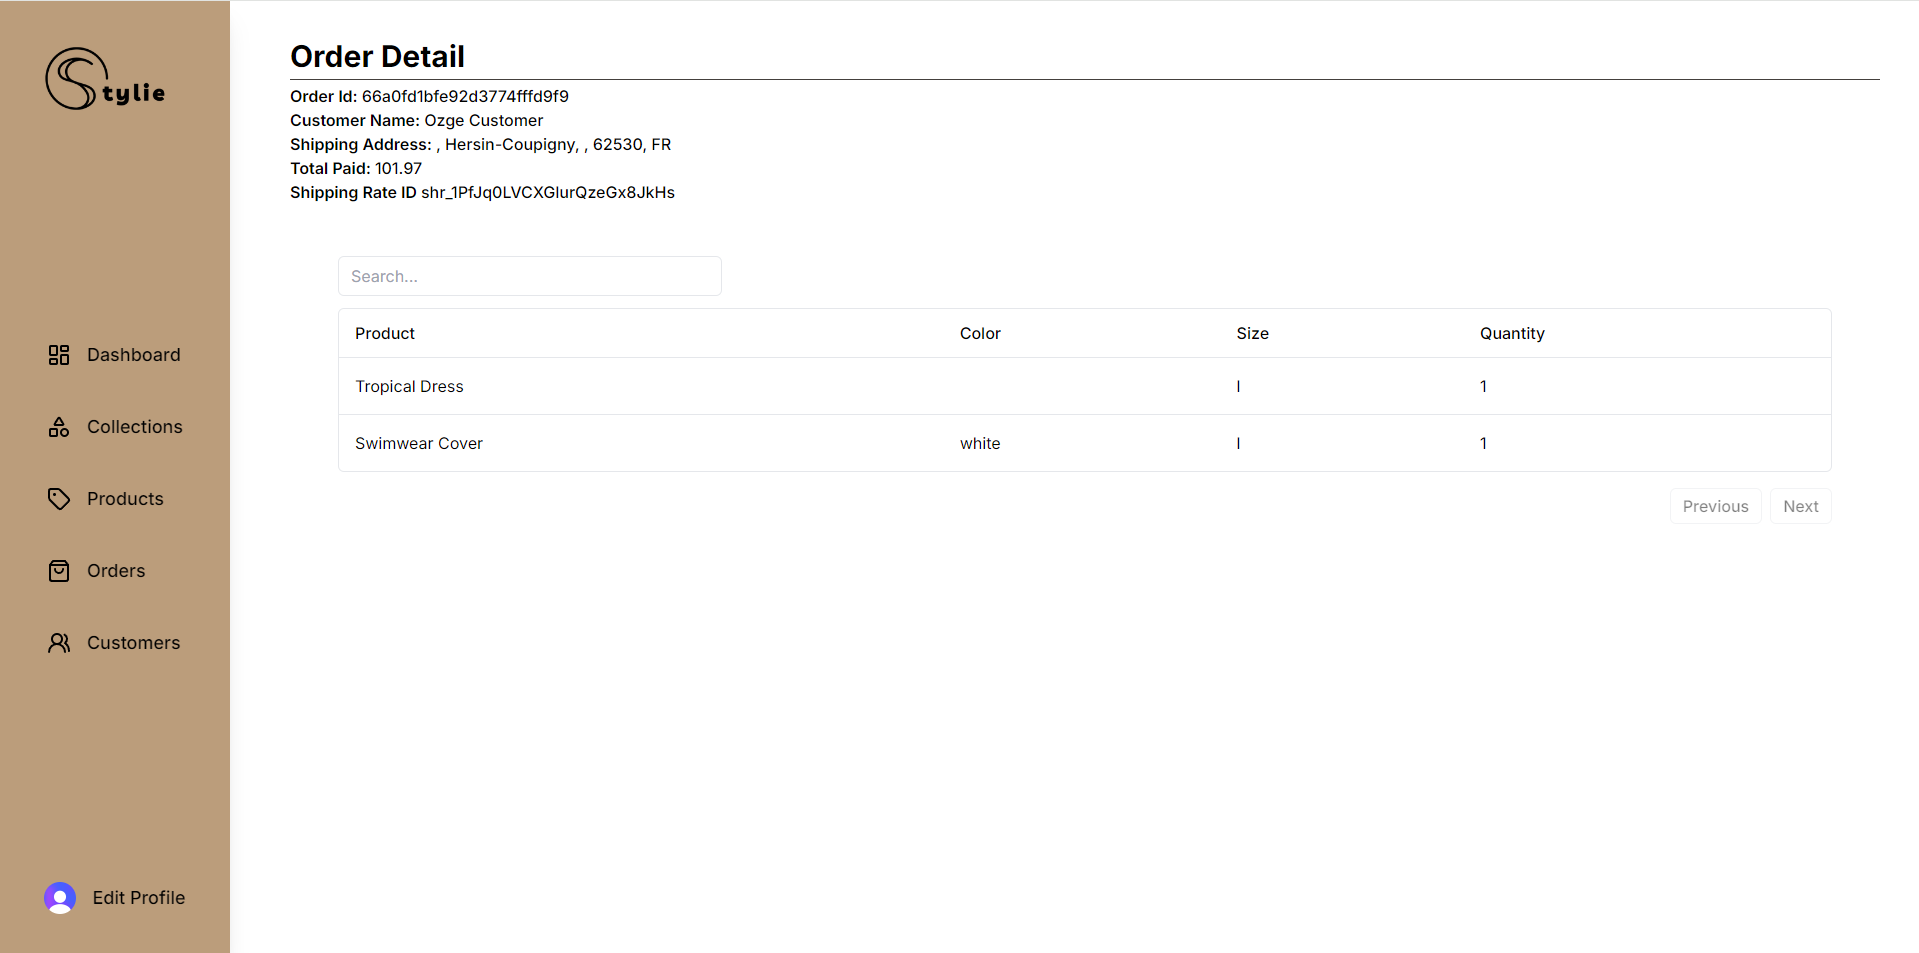 Stylie
Dashboard
Collections
Products
Orders
Customers
Edit Profile
Order Detail
Order Id: 66a0fd1bfe92d3774fffd9f9
Customer Name: Ozge Customer
Shipping Address: , Hersin-Coupigny, , 62530, FR
Total Paid: 101.97
Shipping Rate ID shr_1PfJq0LVCXGlurQzeGx8JkHs
Search...
Product Color Size Quantity
Tropical Dress l 1
Swimwear Cover white l 1
Previous Next